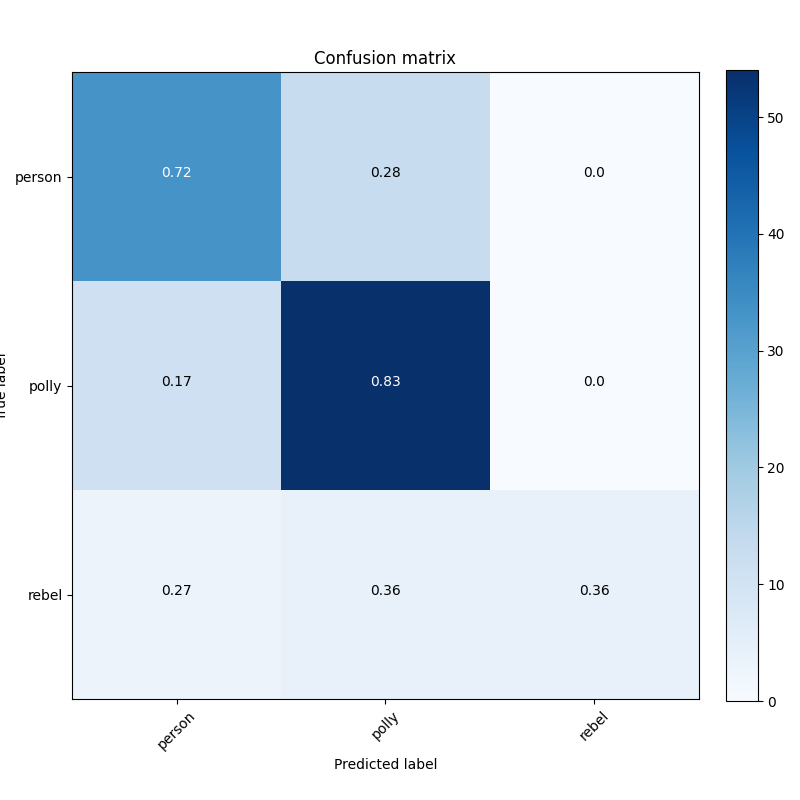 Confusion matrix
person
0.72
0.28
0.0
polly
0.17
0.83
0.0
rebel
0.27
0.36
0.36
person
polly
rebel
Predicted label
50
40
30
20
10
0